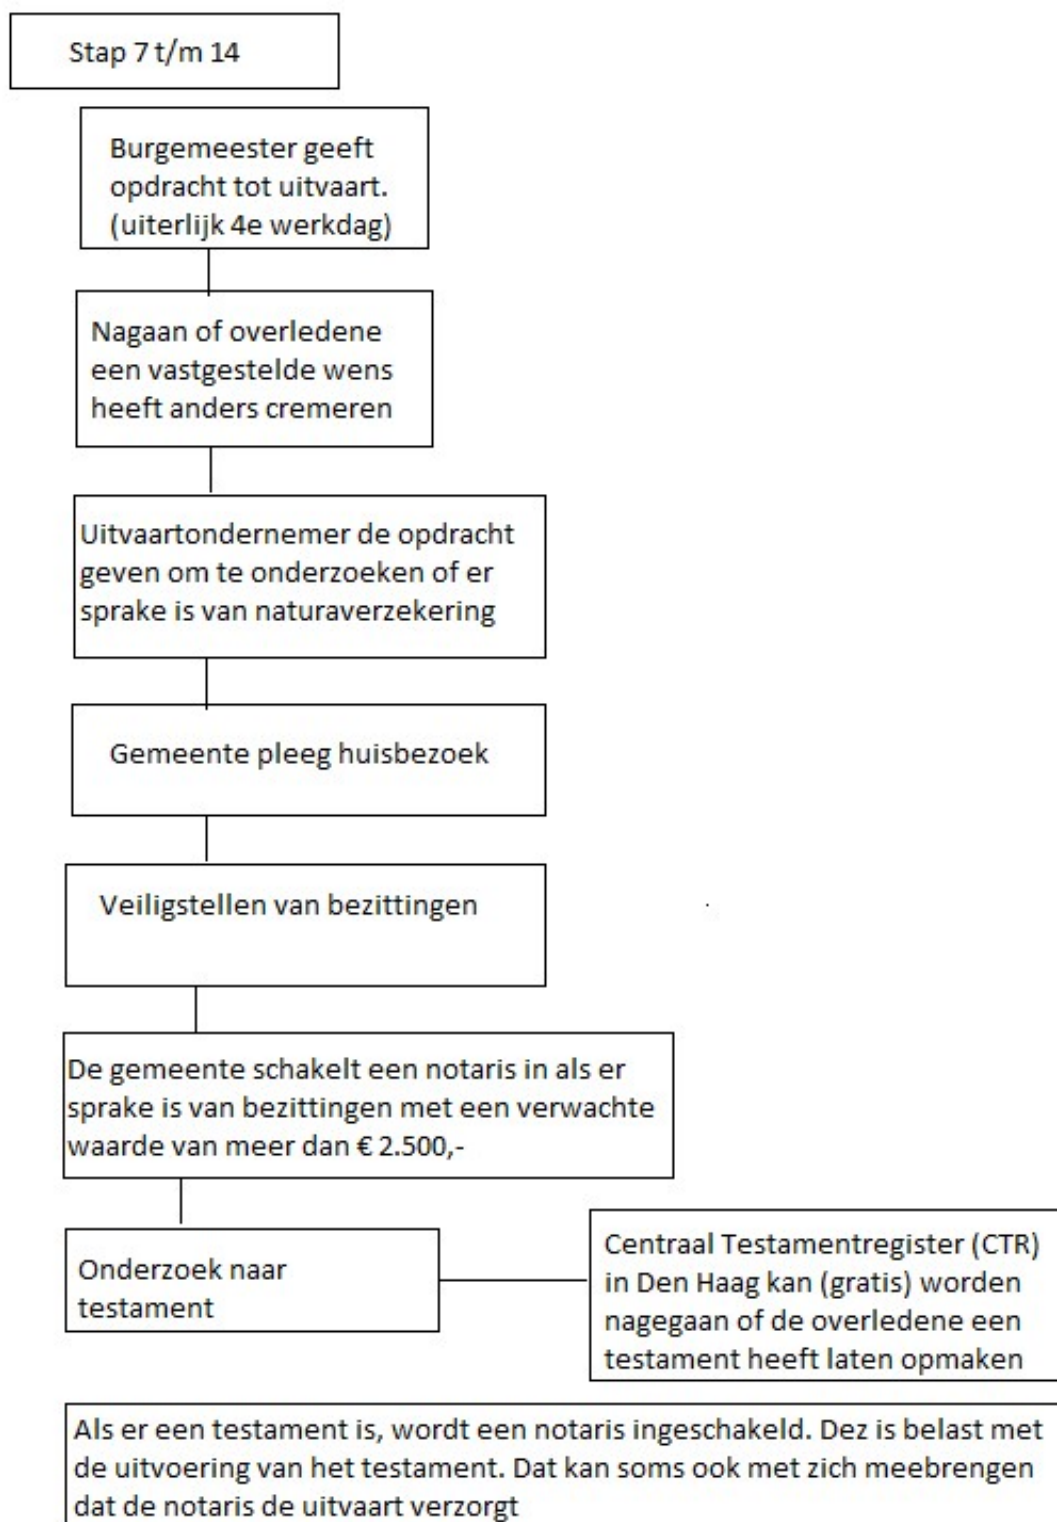 Stap 7 t/m 14
Burgemeester geeft
opdracht tot uitvaart.
(uiterlijk 4e werkdag)
Nagaan of overledene
een vastgestelde wens
heeft anders cremeren
Uitvaartondernemer de opdracht
geven om te onderzoeken of er
sprake is van naturaverzekering
Gemeente pleeg huisbezoek
Veiligstellen van bezittingen
De gemeente schakelt een notaris in als er
sprake is van bezittingen met een verwachte
waarde van meer dan € 2.500,-
Onderzoek naar
testament
Centraal Testamentregister (CTR)
in Den Haag kan (gratis) worden
nagegaan of de overledene een
testament heeft laten opmaken
Als er een testament is, wordt een notaris ingeschakeld. Dez is belast met
de uitvoering van het testament. Dat kan soms ook met zich meebrengen
dat de notaris de uitvaart verzorgt